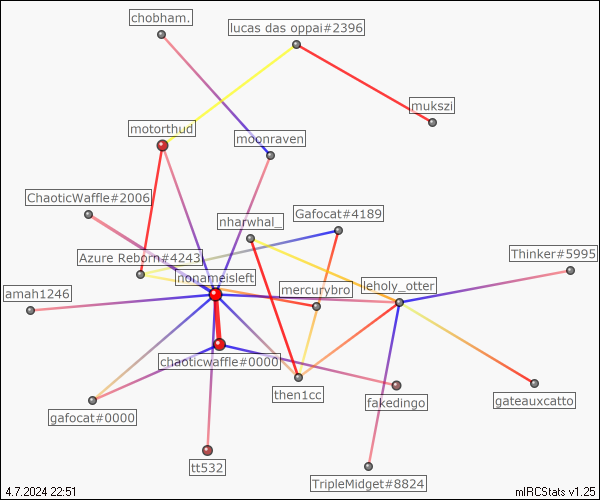 chobham.
lucas das oppai#2396
mukszi
motorthud
moonraven
ChaoticWaffle#2006
nharwhal_
Gafocat#4189
Azure Reborn#4243
Thinker#5995
nonameisleft
amah1246
mercurybro
leholy_otter
chaoticwaffle#0000
then1cc
fakedingo
gateauxcatto
gafocat#0000
tt532
TripleMidget#8824
4.7.2024 22:51
mIRCStats v1.25